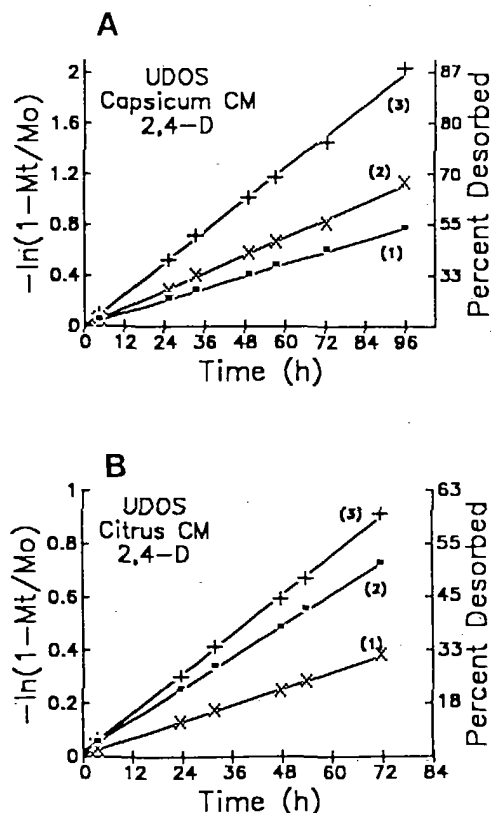 A
UDOS
Capsicum CM
2,4-D
-ln(1-Mt/Mo)
2
1.6
1.2
0.8
0.4
0
0 12 24 36 48 60 72 84 96
Time (h)
87
80
70
55
33
Percent Desorbed
(3)
(2)
(1)
B
UDOS
Citrus CM
2,4-D
-ln(1-Mt/Mo)
1
0.8
0.6
0.4
0.2
0
0 12 24 36 48 60 72 84
Time (h)
63
55
45
33
18
Percent Desorbed
(3)
(2)
(1)